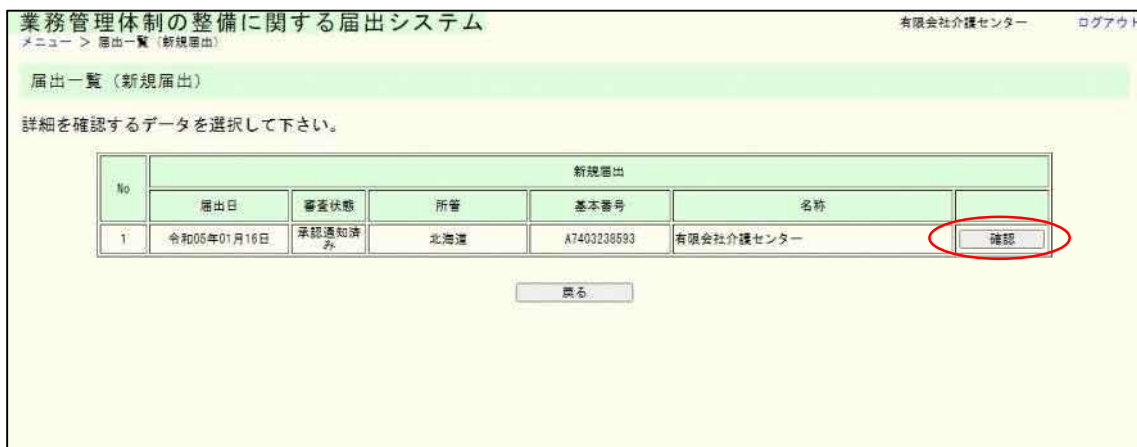 業務管理体制の整備に関する届出システム
有限会社介護センター ログアウト
メニュー > 届出一覧（新規届出）
届出一覧（新規届出）
詳細を確認するデータを選択して下さい。
No 新規届出
届出日 審査状態 所管 基本番号 名称
1 令和05年01月16日 承認通知済み 北海道 A7403238593 有限会社介護センター 確認
戻る